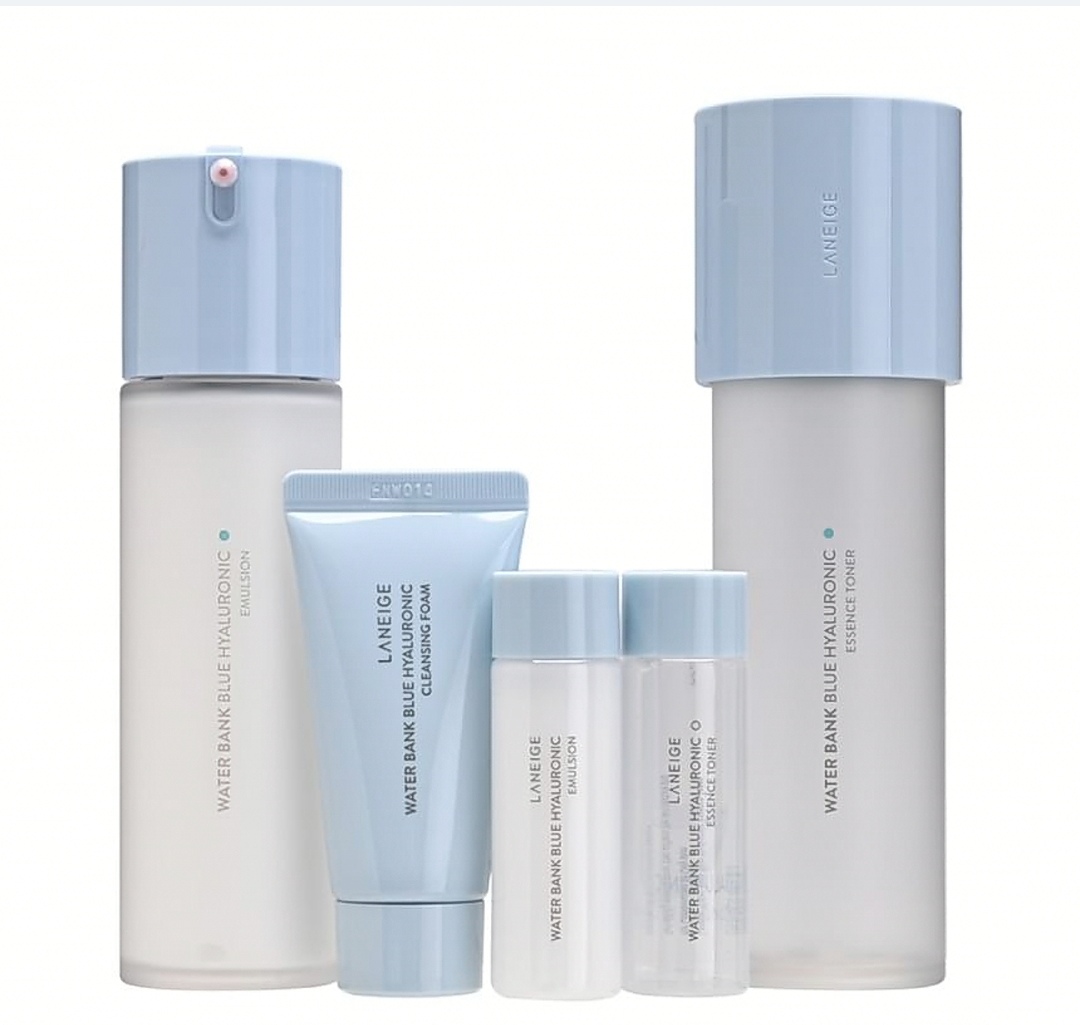 WATER BANK BLUE HYALURONIC
EMULSION
LANEIGE
WATER BANK BLUE HYALURONIC
CLEANSING FOAM
LANEIGE
WATER BANK BLUE HYALURONIC
EMULSION
LANEIGE
WATER BANK BLUE HYALURONIC
ESSENCE TONER
LANEIGE
WATER BANK BLUE HYALURONIC
ESSENCE TONER